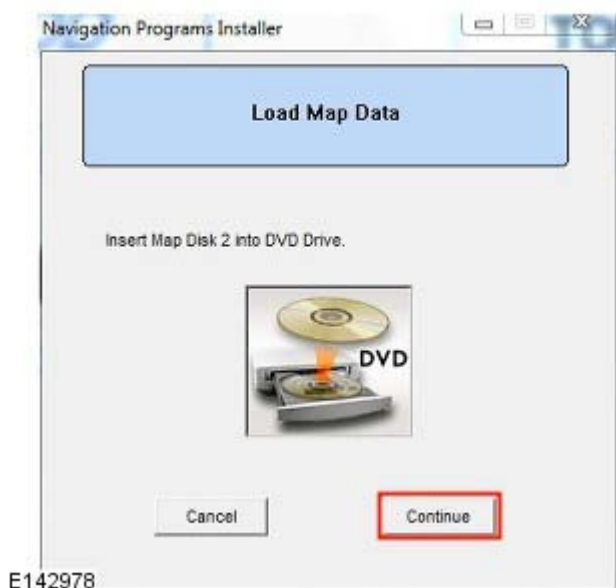 Navigation Programs Installer
Load Map Data
Insert Map Disk 2 into DVD Drive.
DVD
Cancel
Continue
E142978